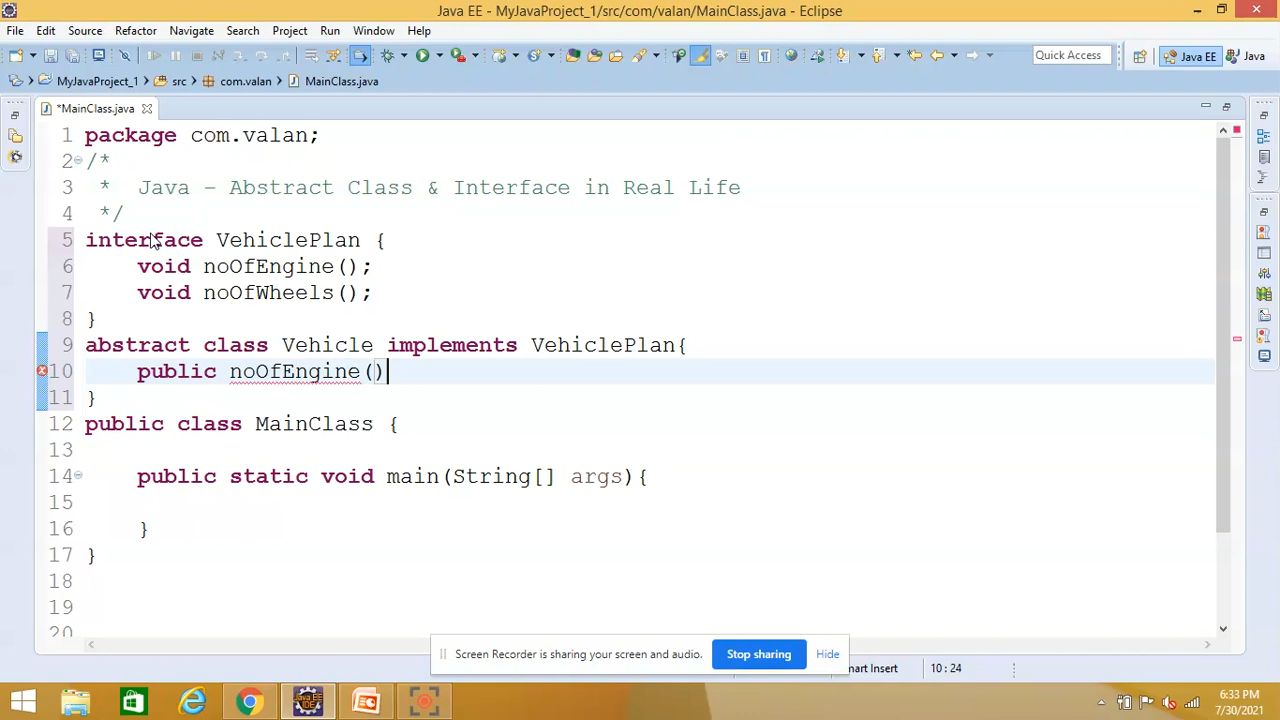 Java EE - MyJavaProject_1/src/com/valan/MainClass.java - Eclipse
File Edit Source Refactor Navigate Search Project Run Window Help
Quick Access Java EE Java
MyJavaProject_1 src com.valan MainClass.java
*MainClass.java
1 package com.valan;
2 /*
3 * Java - Abstract Class & Interface in Real Life
4 */
5 interface VehiclePlan {
6 void noOfEngine();
7 void noOfWheels();
8 }
9 abstract class Vehicle implements VehiclePlan{
10 public noOfEngine()
11 }
12 public class MainClass {
13
14 public static void main(String[] args){
15
16 }
17 }
18
19
20
Screen Recorder is sharing your screen and audio. Stop sharing Hide
mart Insert 10 : 24
6:33 PM
7/30/2021